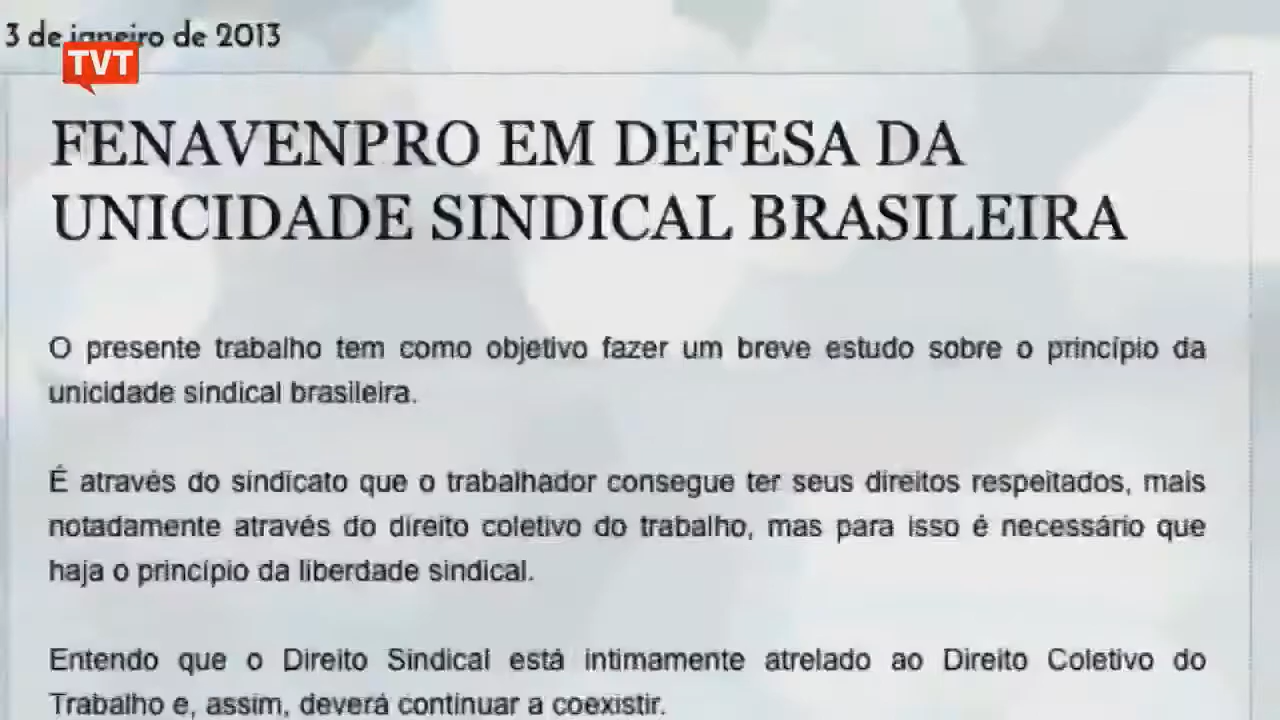 3 de janeiro de 2013
TVT
FENAVENPRO EM DEFESA DA
UNICIDADE SINDICAL BRASILEIRA
O presente trabalho tem como objetivo fazer um breve estudo sobre o princípio da
unicidade sindical brasileira.
É através do sindicato que o trabalhador consegue ter seus direitos respeitados, mais
notadamente através do direito coletivo do trabalho, mas para isso é necessário que
haja o princípio da liberdade sindical.
Entendo que o Direito Sindical está intimamente atrelado ao Direito Coletivo do
Trabalho e, assim, deverá continuar a coexistir.